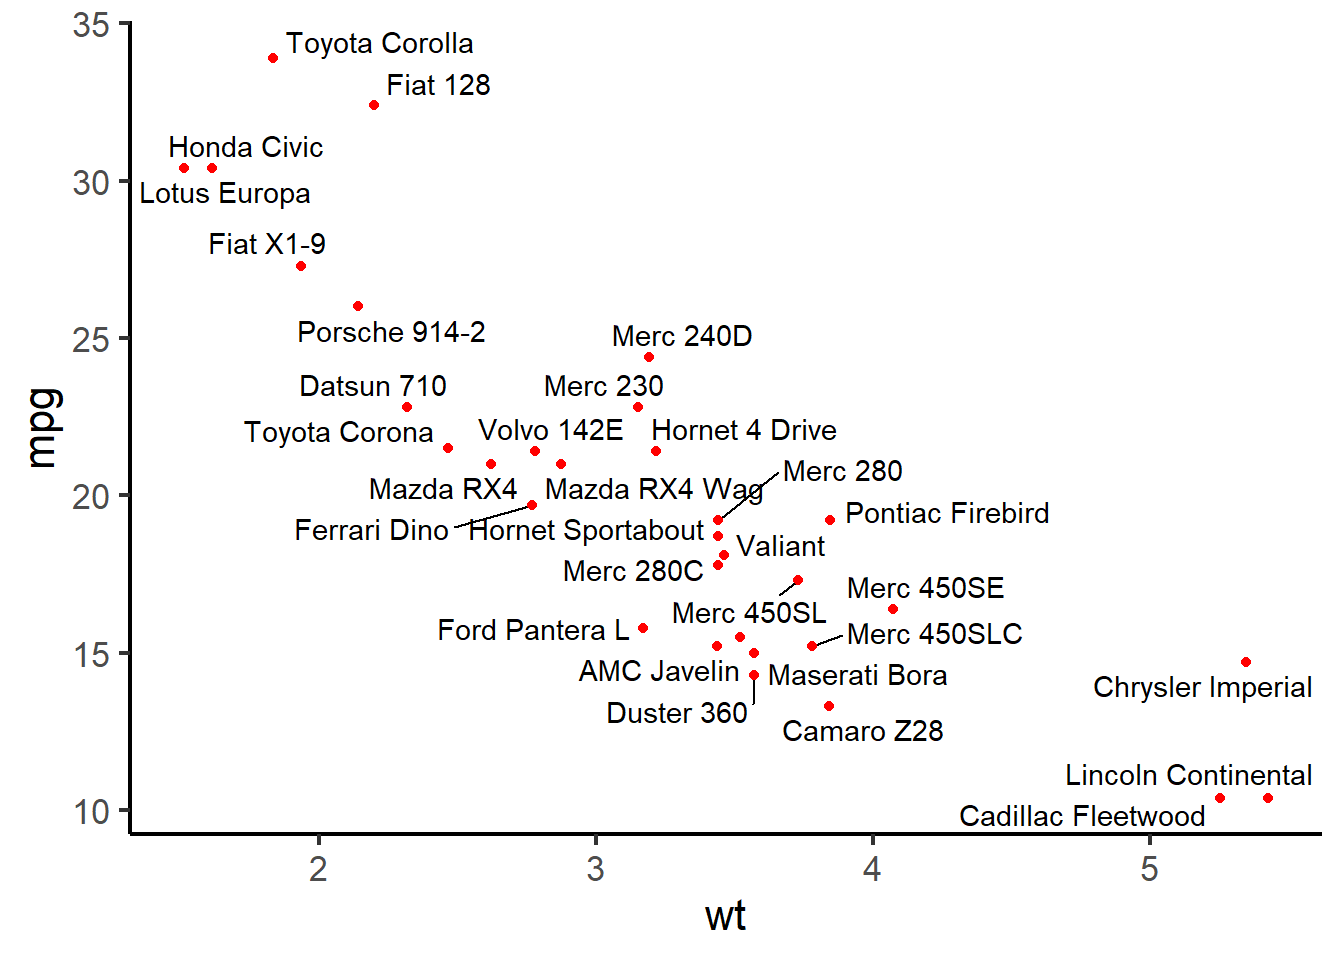 35
Toyota Corolla
Fiat 128
Honda Civic
30
Lotus Europa
Fiat X1-9
Porsche 914-2
Merc 240D
25
Datsun 710
Merc 230
Toyota Corona
Volvo 142E
Hornet 4 Drive
mpg
Merc 280
Mazda RX4
Mazda RX4 Wag
20
Pontiac Firebird
Ferrari Dino
Hornet Sportabout
Valiant
Merc 280C
Merc 450SE
Merc 450SL
Ford Pantera L
Merc 450SLC
15
AMC Javelin
Maserati Bora
Chrysler Imperial
Duster 360
Camaro Z28
Lincoln Continental
10
Cadillac Fleetwood
2
3
4
5
wt